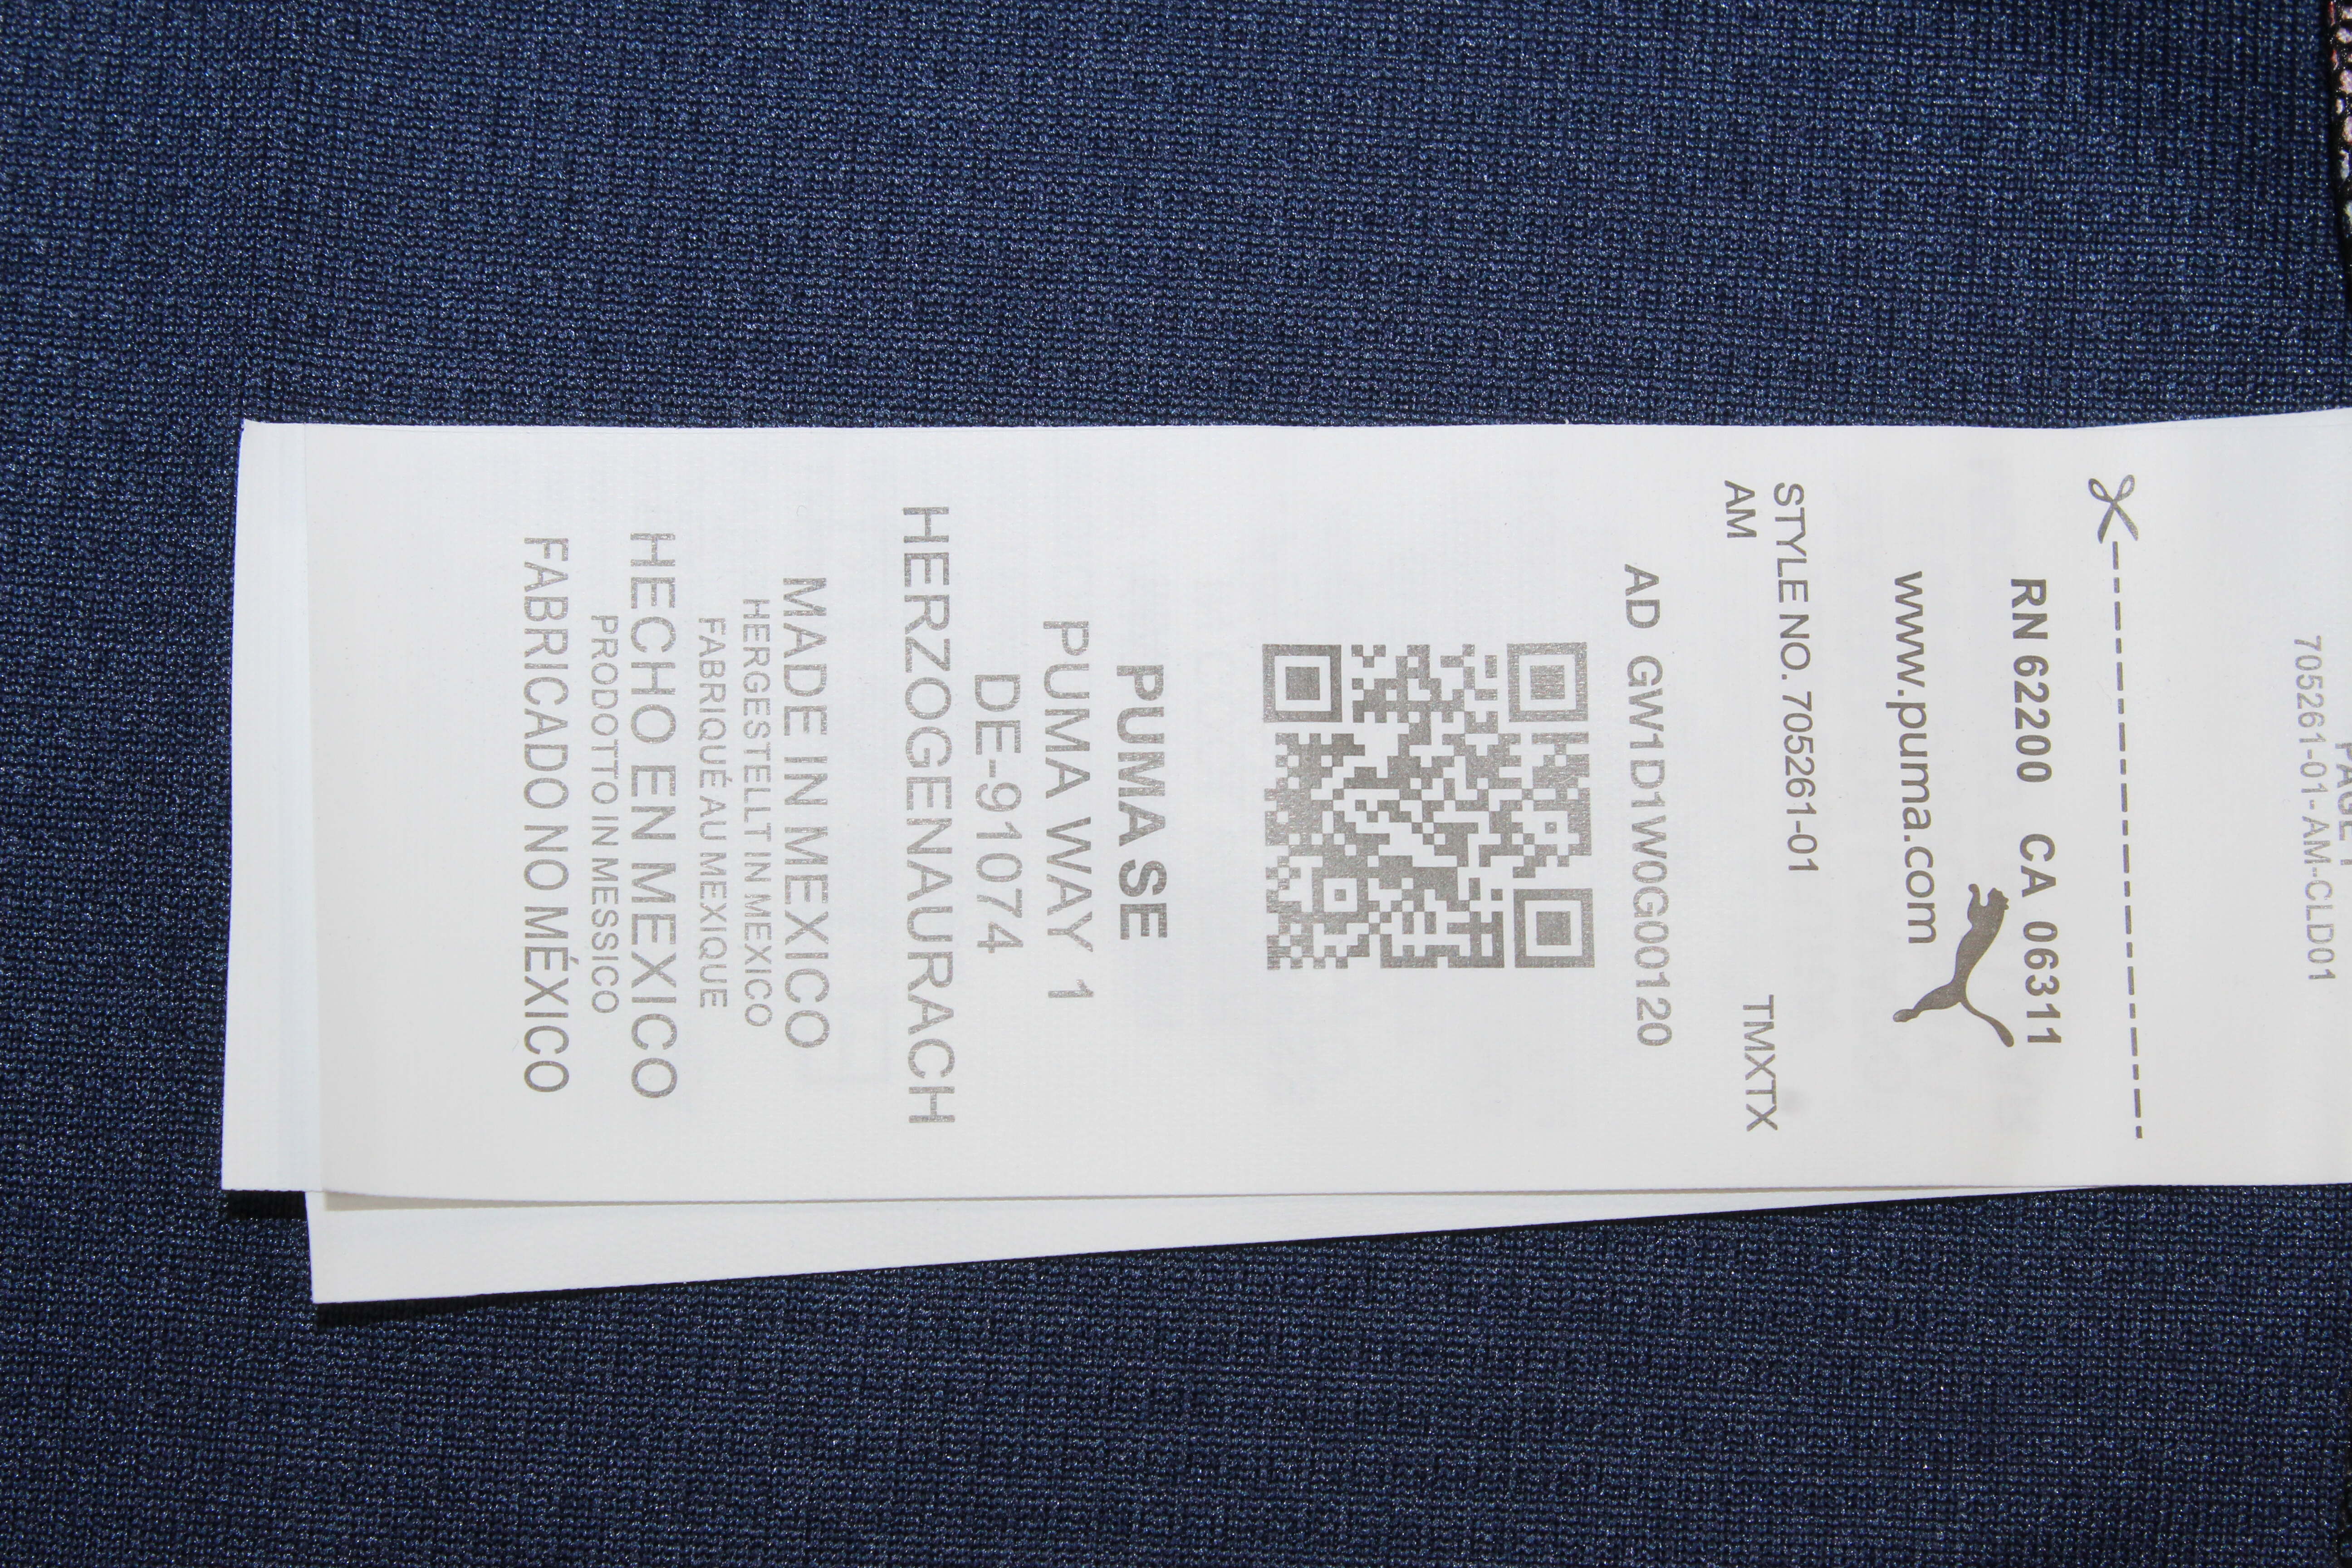 705261-01-AM-CLD01
RN 62200 CA 06311
www.puma.com
STYLE NO. 705261-01
AM TMXTX
AD GW1D1W0G00120
PUMA SE
PUMA WAY 1
DE-91074
HERZOGENAURACH
MADE IN MEXICO
HERGESTELLT IN MEXICO
FABRIQUÉ AU MEXIQUE
HECHO EN MEXICO
PRODOTTO IN MESSICO
FABRICADO NO MÉXICO